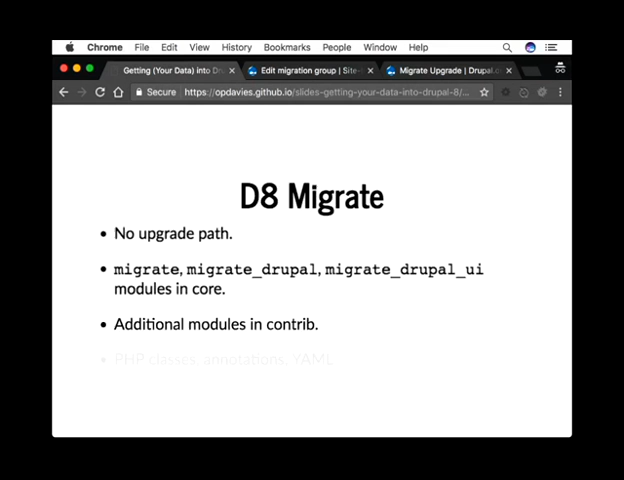 Chrome File Edit View History Bookmarks People Window Help
Getting (Your Data) into Dr
Edit migration group | Site-
Migrate Upgrade | Drupal.o
Secure https://opdavies.github.io/slides-getting-your-data-into-drupal-8/...
D8 Migrate
• No upgrade path.
• migrate, migrate_drupal, migrate_drupal_ui
modules in core.
• Additional modules in contrib.
• PHP classes, annotations, YAML